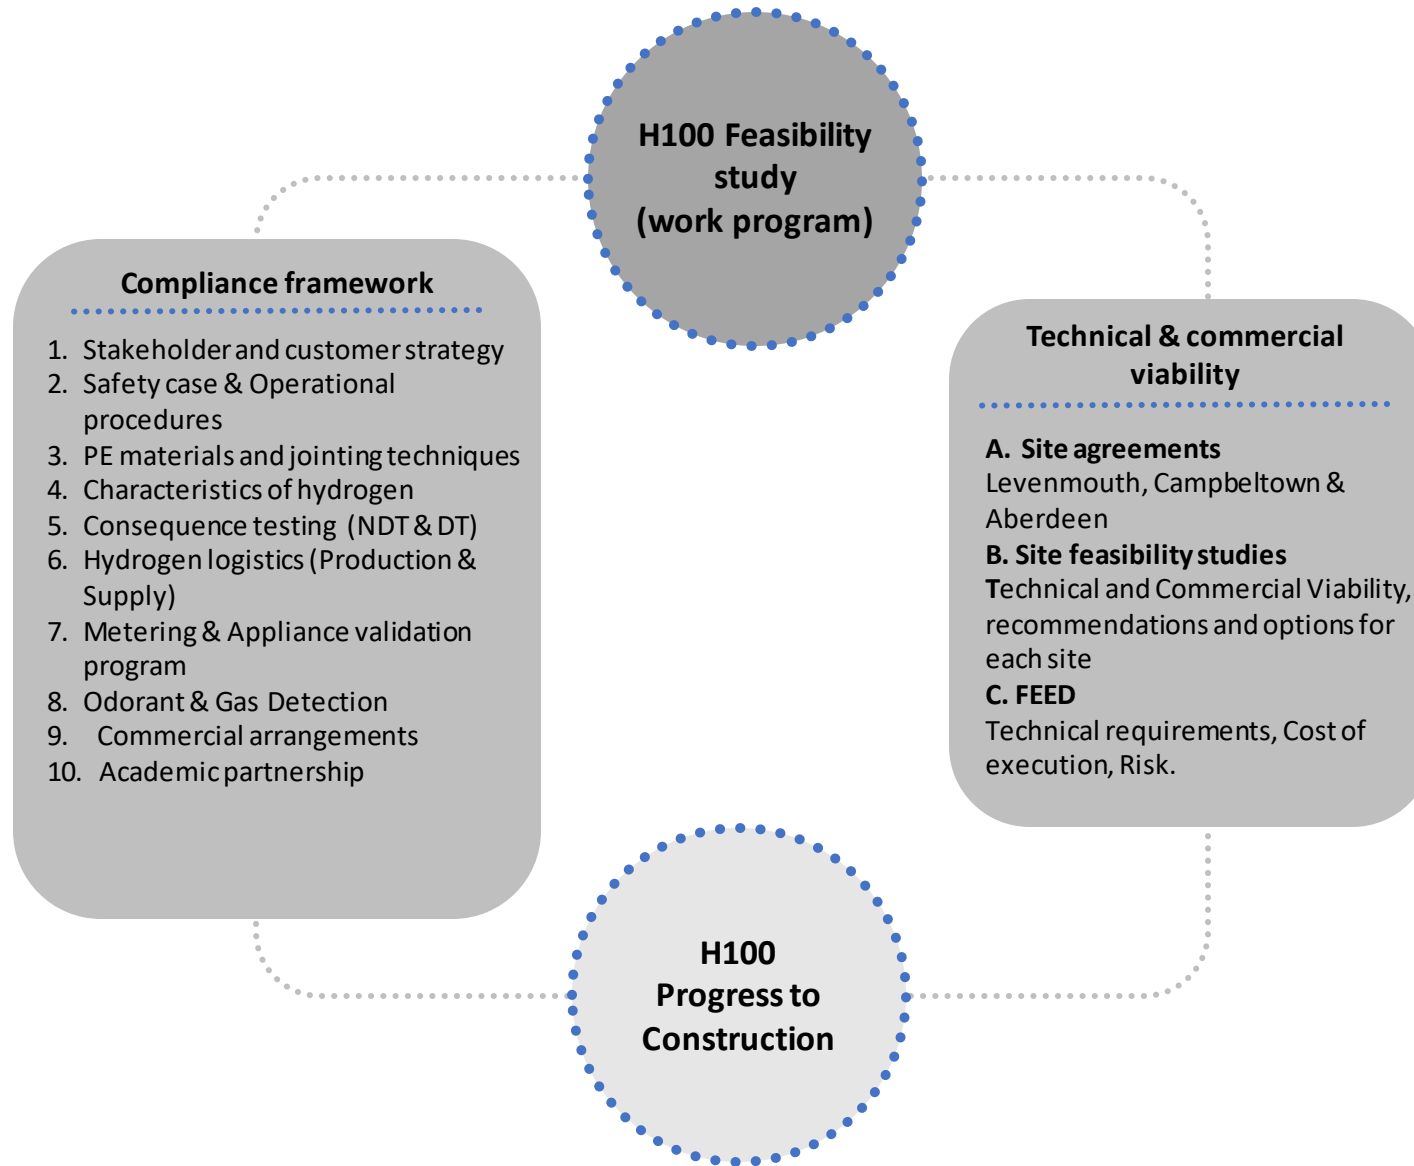 H100 Feasibility
study
(work program)
Compliance framework
1. Stakeholder and customer strategy
2. Safety case & Operational
procedures
3. PE materials and jointing techniques
4. Characteristics of hydrogen
5. Consequence testing (NDT & DT)
6. Hydrogen logistics (Production &
Supply)
7. Metering & Appliance validation
program
8. Odorant & Gas Detection
9. Commercial arrangements
10. Academic partnership
Technical & commercial
viability
A. Site agreements
Levenmouth, Campbeltown &
Aberdeen
B. Site feasibility studies
Technical and Commercial Viability,
recommendations and options for
each site
C. FEED
Technical requirements, Cost of
execution, Risk.
H100
Progress to
Construction